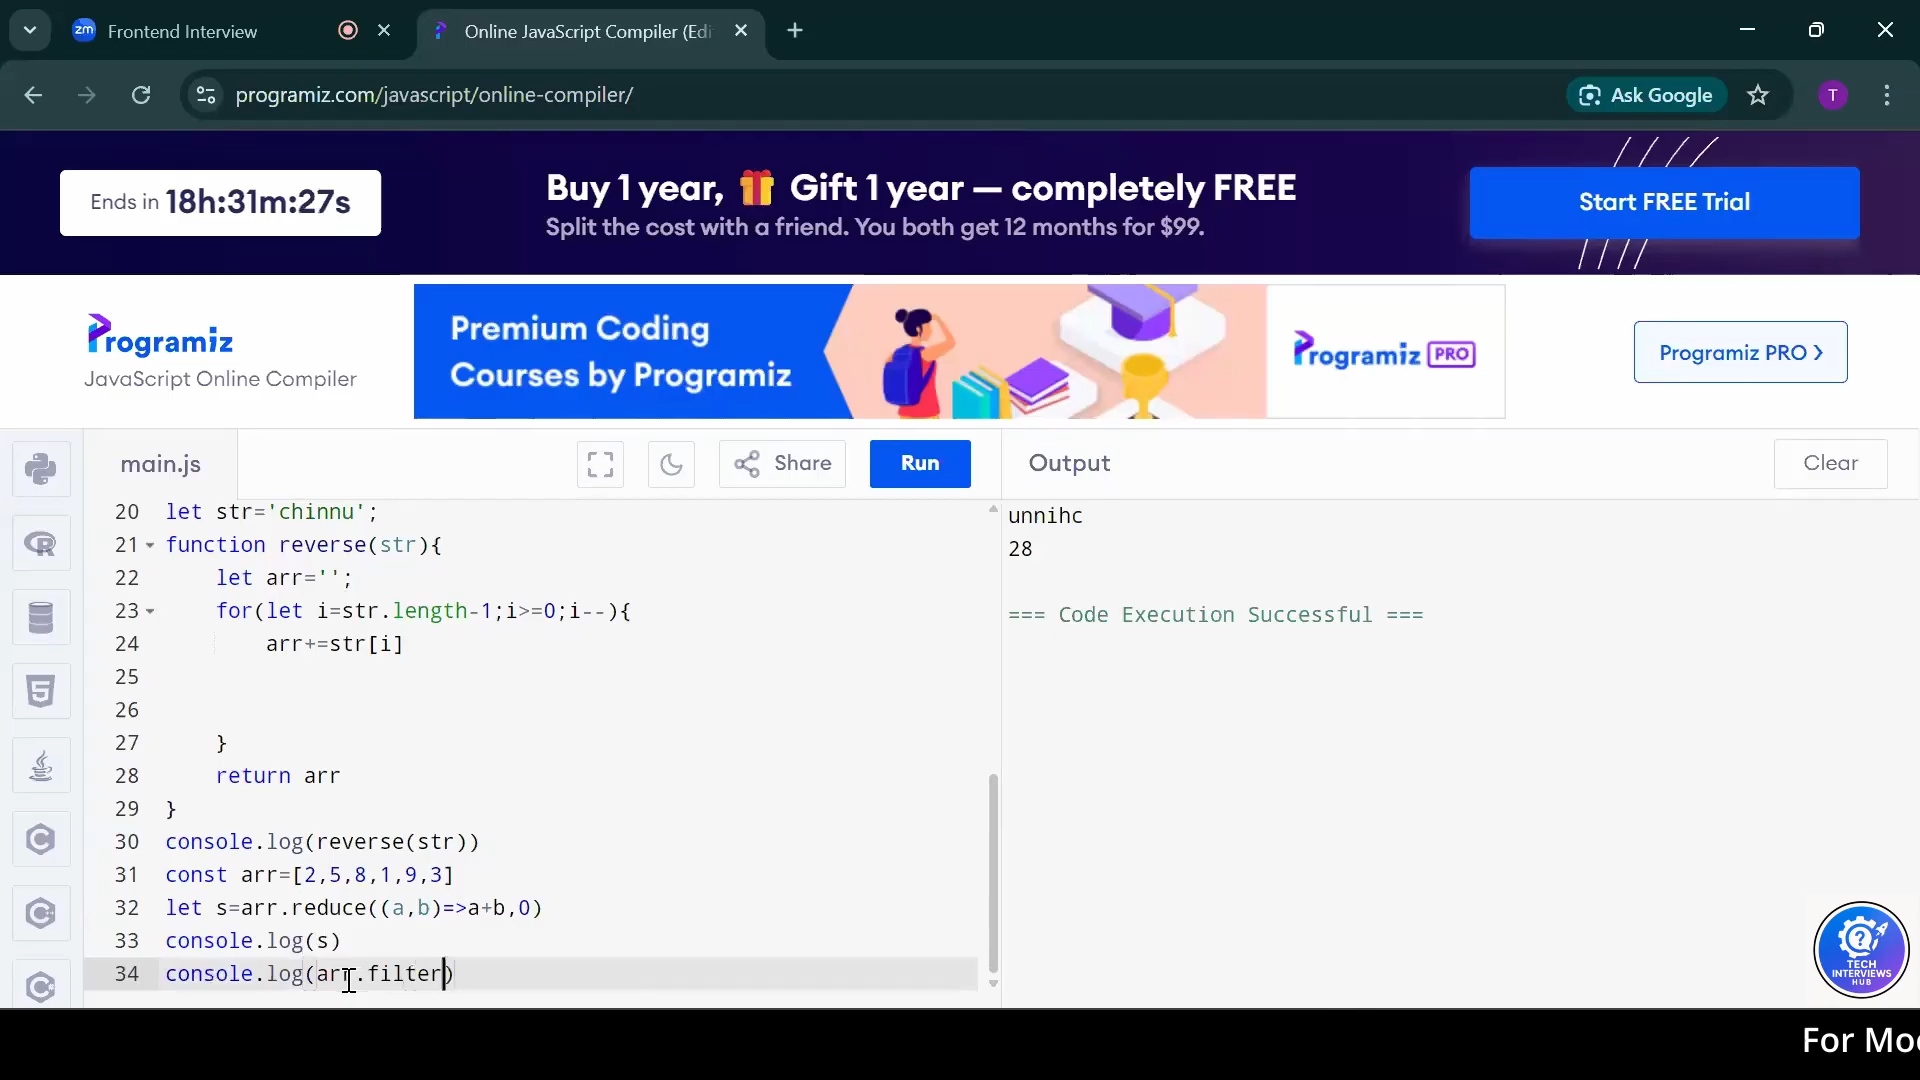 Frontend Interview
Online JavaScript Compiler (Edi
programiz.com/javascript/online-compiler/
Ask Google
T
Ends in 18h:31m:27s
Buy 1 year, 🎁 Gift 1 year — completely FREE
Split the cost with a friend. You both get 12 months for $99.
Start FREE Trial
Programiz
JavaScript Online Compiler
Premium Coding
Courses by Programiz
Programiz PRO
Programiz PRO ❯
main.js
Share
Run
Output
Clear
20 let str='chinnu';
21 function reverse(str){
22 let arr='';
23 for(let i=str.length-1;i>=0;i--){
24 arr+=str[i]
25
26
27 }
28 return arr
29 }
30 console.log(reverse(str))
31 const arr=[2,5,8,1,9,3]
32 let s=arr.reduce((a,b)=>a+b,0)
33 console.log(s)
34 console.log(arr.filter)
unnihc
28
=== Code Execution Successful ===
TECH
INTERVIEWS
HUB
For Mo